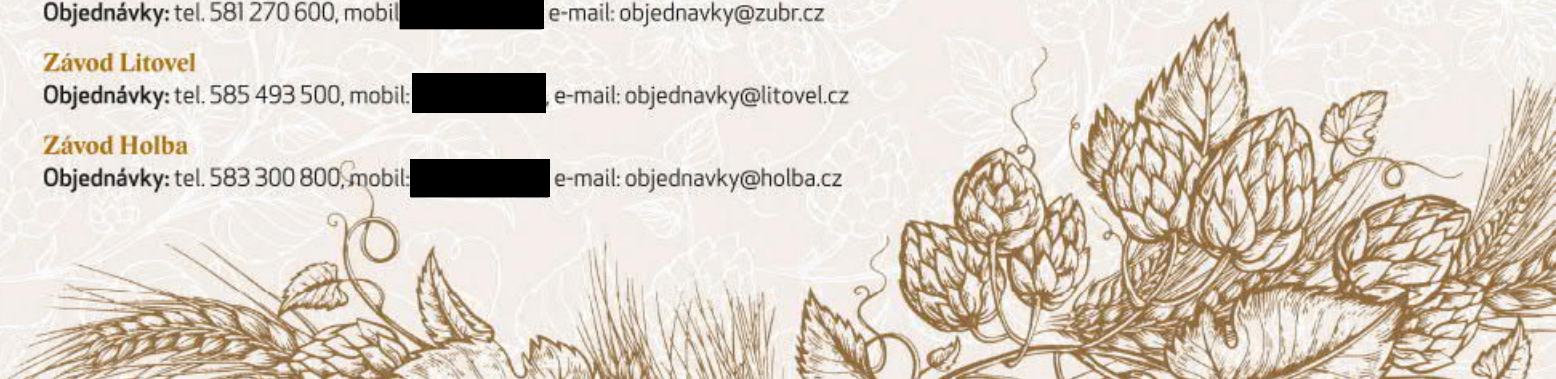 Objednávky: tel. 581 270 600, mobil e-mail: objednavky@zubr.cz
Závod Litovel
Objednávky: tel. 585 493 500, mobil: , e-mail: objednavky@litovel.cz
Závod Holba
Objednávky: tel. 583 300 800, mobil: e-mail: objednavky@holba.cz